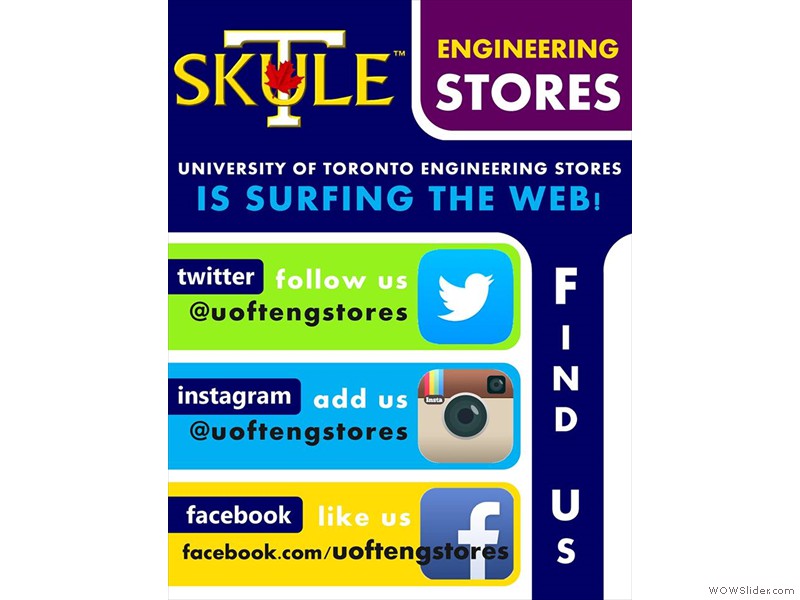 SKULE™
T
ENGINEERING
STORES
UNIVERSITY OF TORONTO ENGINEERING STORES
IS SURFING THE WEB!
twitter follow us
@uoftengstores
instagram add us
@uoftengstores
Insta
facebook like us
facebook.com/uoftengstores
f
FIND US
WOWSlider.com